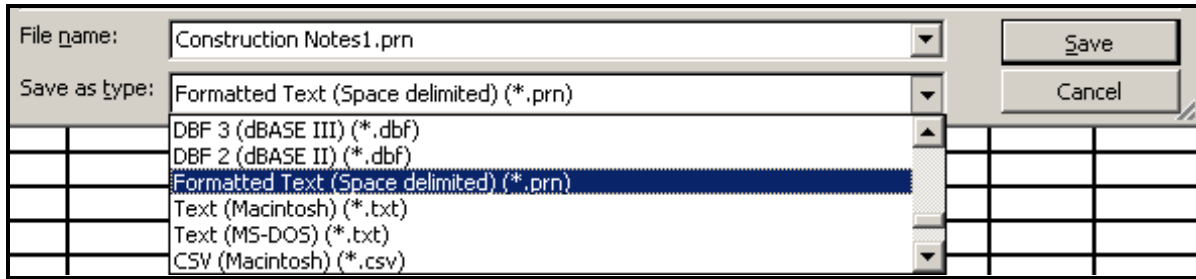 File name: Construction Notes1.prn Save
Save as type: Formatted Text (Space delimited) (*.prn) Cancel
DBF 3 (dBASE III) (*.dbf)
DBF 2 (dBASE II) (*.dbf)
Formatted Text (Space delimited) (*.prn)
Text (Macintosh) (*.txt)
Text (MS-DOS) (*.txt)
CSV (Macintosh) (*.csv)